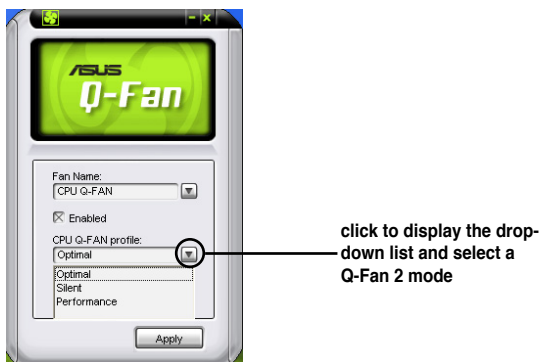 ASUS
Q-Fan
Fan Name:
CPU Q-FAN
Enabled
CPU Q-FAN profile:
Optimal
Optimal
Silent
Performance
Apply
click to display the drop-
down list and select a
Q-Fan 2 mode